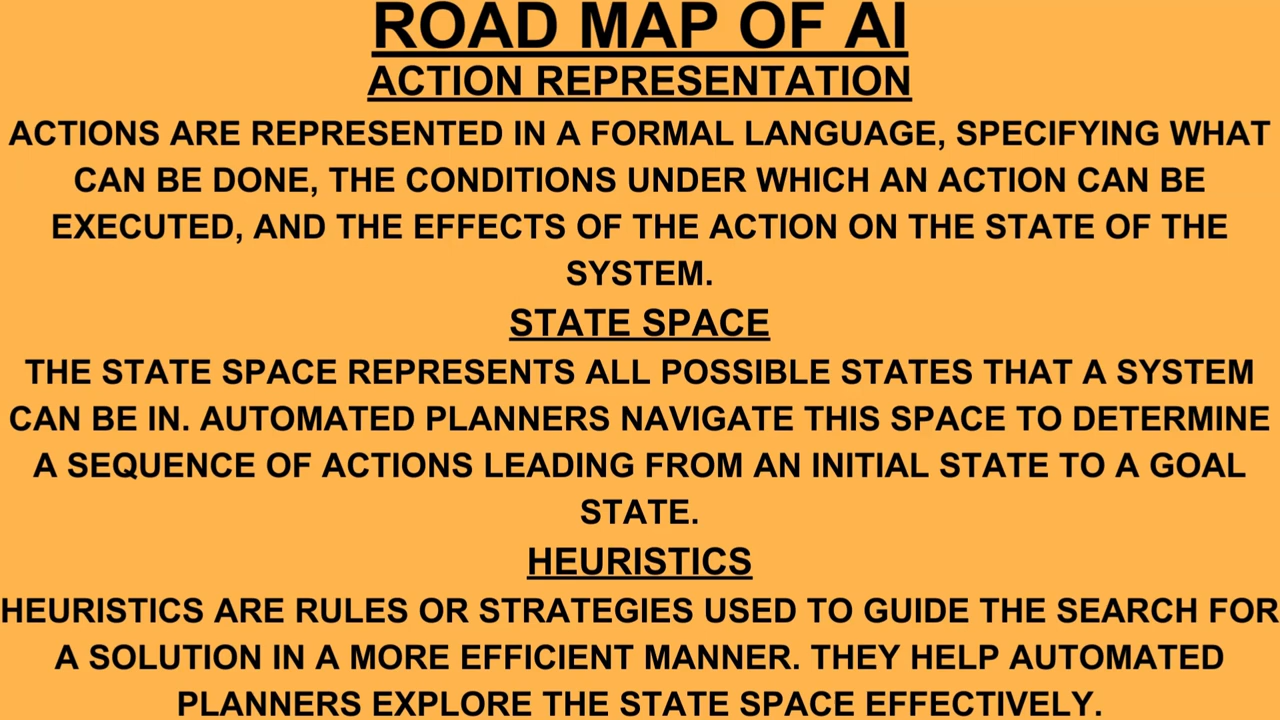 ROAD MAP OF AI
ACTION REPRESENTATION
ACTIONS ARE REPRESENTED IN A FORMAL LANGUAGE, SPECIFYING WHAT
CAN BE DONE, THE CONDITIONS UNDER WHICH AN ACTION CAN BE
EXECUTED, AND THE EFFECTS OF THE ACTION ON THE STATE OF THE
SYSTEM.
STATE SPACE
THE STATE SPACE REPRESENTS ALL POSSIBLE STATES THAT A SYSTEM
CAN BE IN. AUTOMATED PLANNERS NAVIGATE THIS SPACE TO DETERMINE
A SEQUENCE OF ACTIONS LEADING FROM AN INITIAL STATE TO A GOAL
STATE.
HEURISTICS
HEURISTICS ARE RULES OR STRATEGIES USED TO GUIDE THE SEARCH FOR
A SOLUTION IN A MORE EFFICIENT MANNER. THEY HELP AUTOMATED
PLANNERS EXPLORE THE STATE SPACE EFFECTIVELY.